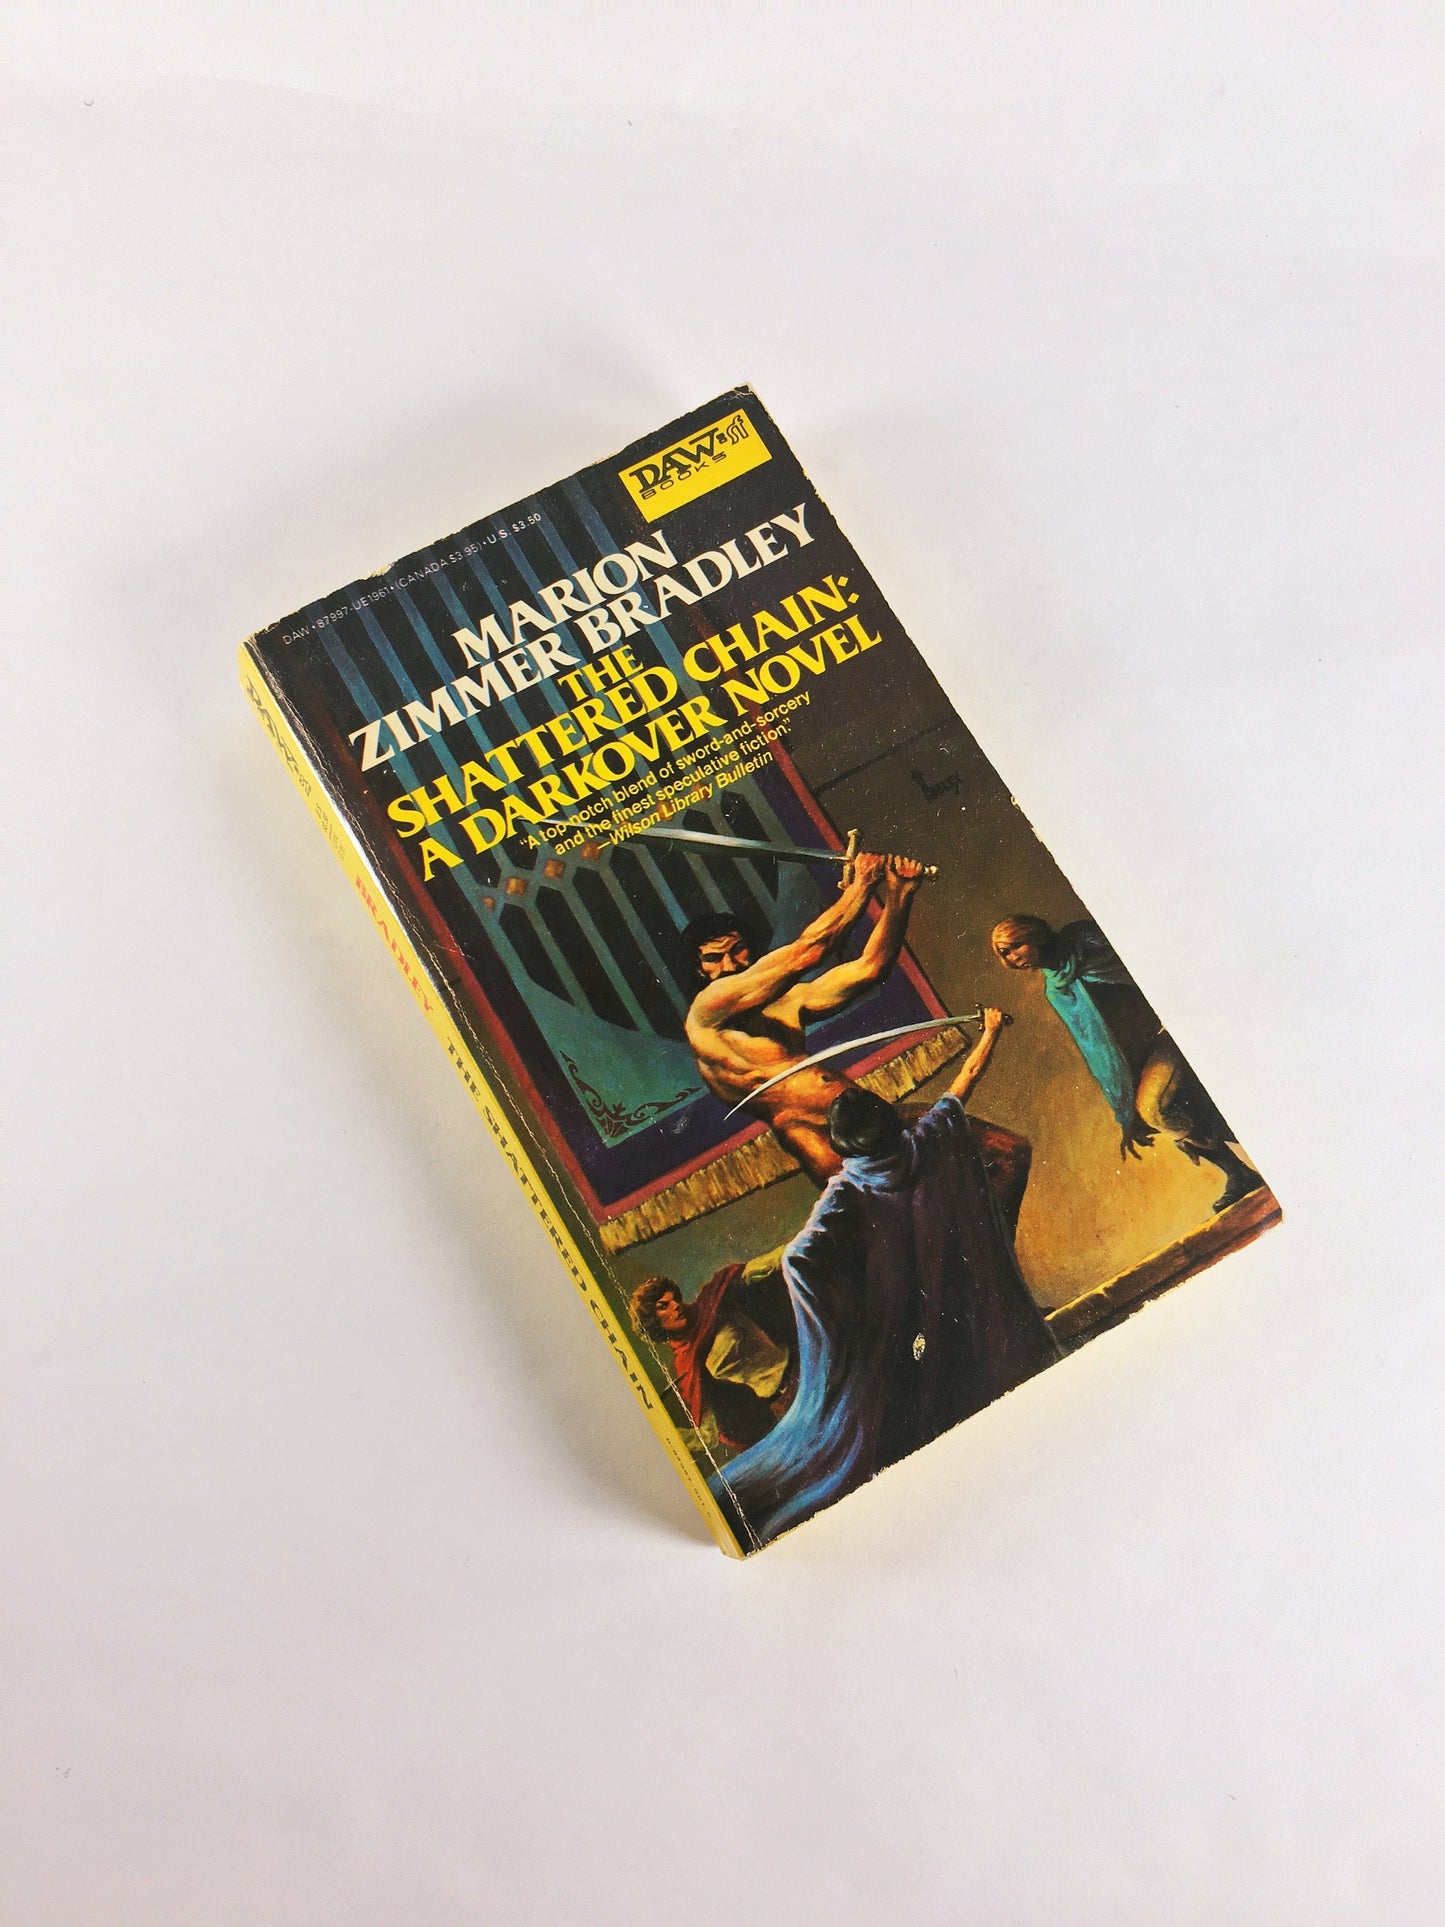 DAW sf
BOOKS
DAW • 87997-UE1961 • (CANADA $3.95) • U.S. $3.50
MARION
ZIMMER BRADLEY
THE
SHATTERED CHAIN:
A DARKOVER NOVEL
"A top-notch blend of sword-and-sorcery
and the finest speculative fiction."
—Wilson Library Bulletin
DAW sf BRADLEY THE SHATTERED CHAIN